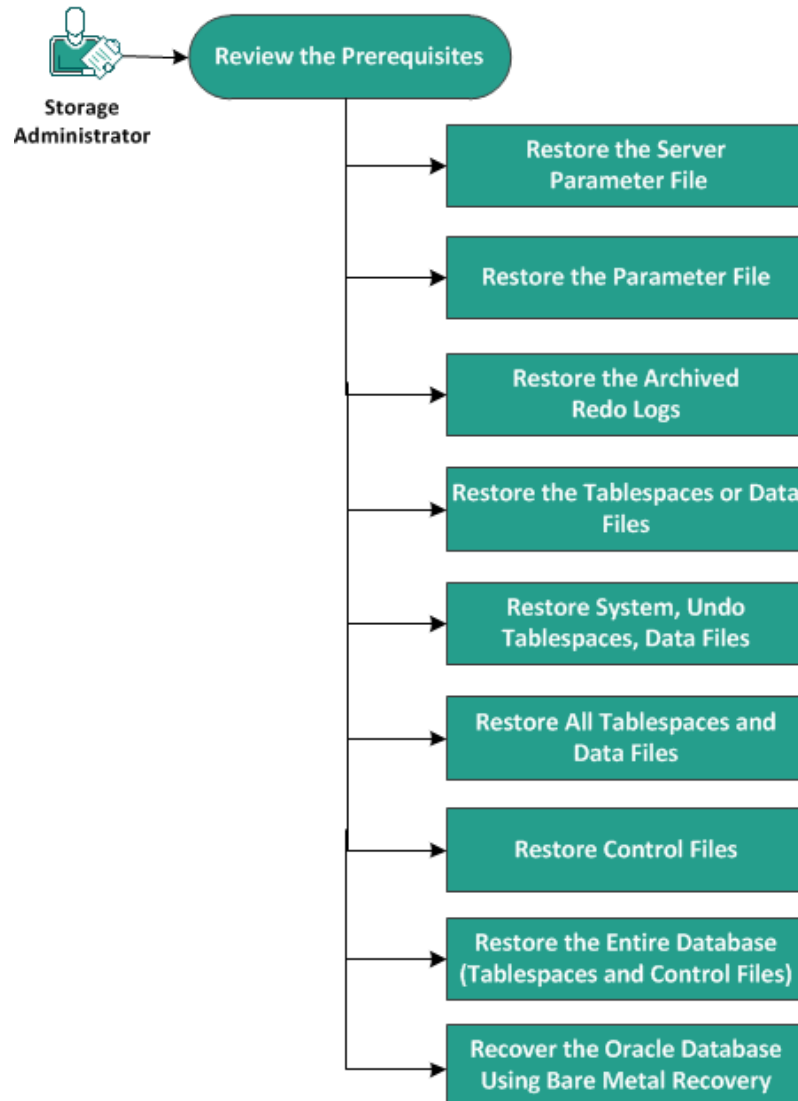 Review the Prerequisites
Storage
Administrator
Restore the Server
Parameter File
Restore the Parameter File
Restore the Archived
Redo Logs
Restore the Tablespaces or Data
Files
Restore System, Undo
Tablespaces, Data Files
Restore All Tablespaces and
Data Files
Restore Control Files
Restore the Entire Database
(Tablespaces and Control Files)
Recover the Oracle Database
Using Bare Metal Recovery